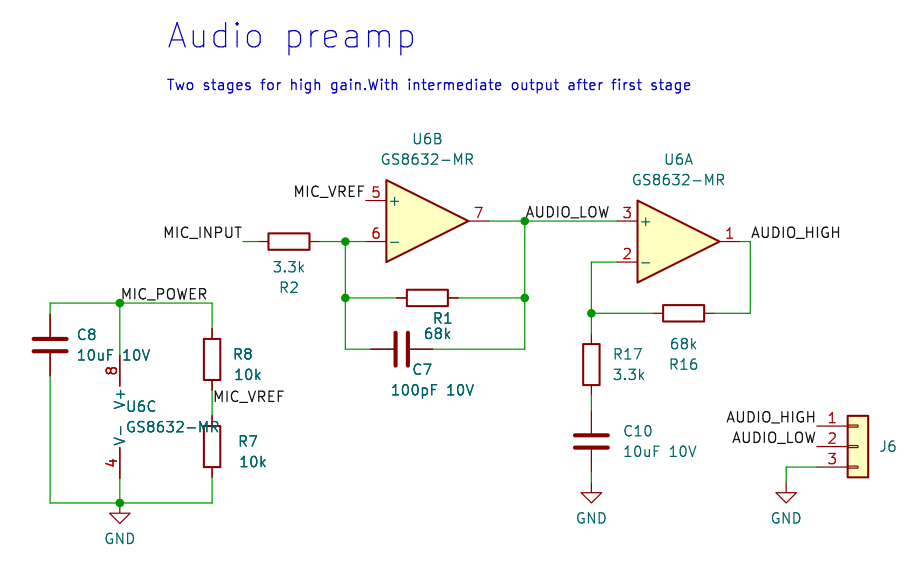 Audio preamp
Two stages for high gain.With intermediate output after first stage
U6B
GS8632-MR
MIC_VREF
5
+
6
-
7
MIC_INPUT
3.3k
R2
R1
68k
C7
100pF 10V
U6A
GS8632-MR
AUDIO_LOW
3
+
2
-
1
AUDIO_HIGH
68k
R16
R17
3.3k
C10
10uF 10V
GND
MIC_POWER
C8
10uF 10V
8
V+
U6C
GS8632-MR
V-
4
R8
10k
MIC_VREF
R7
10k
GND
AUDIO_HIGH
1
AUDIO_LOW
2
3
J6
GND